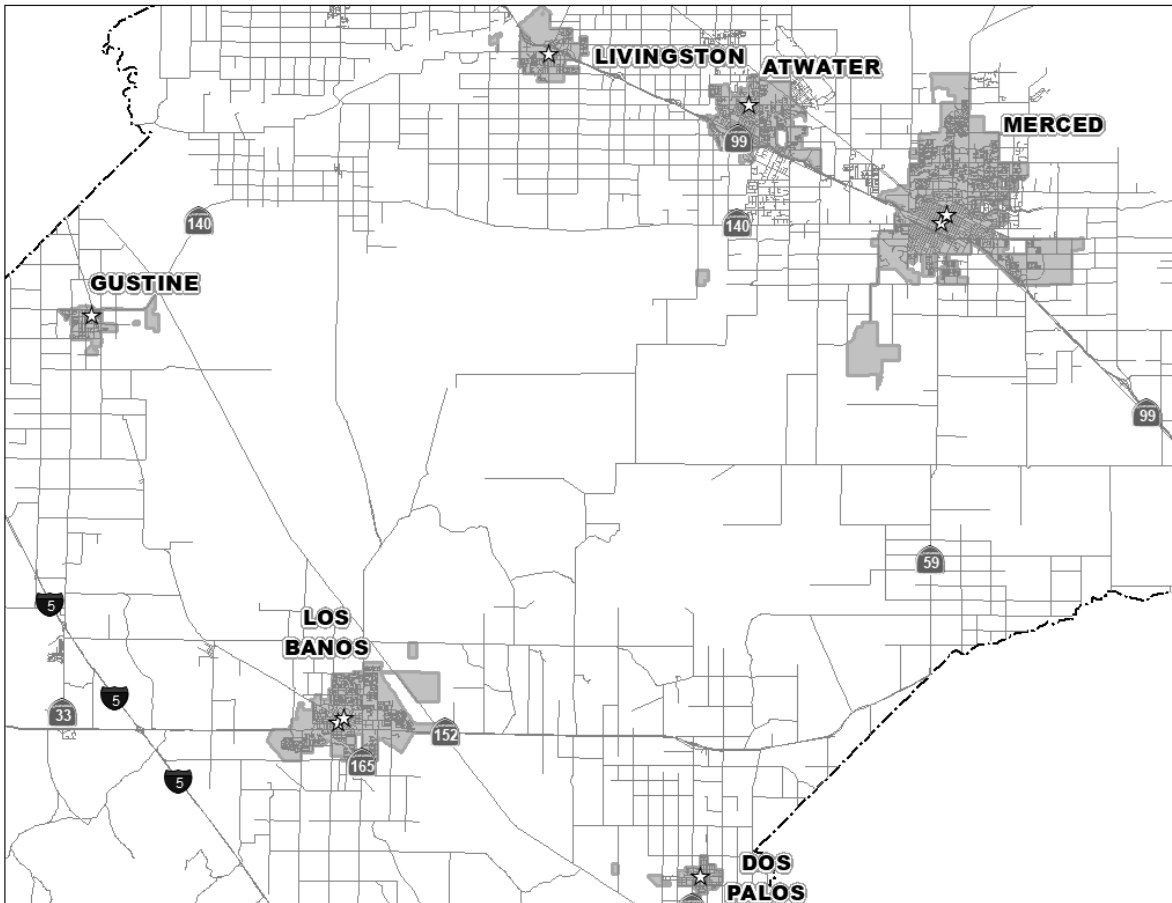 LIVINGSTON
ATWATER
MERCED
99
140
140
GUSTINE
99
59
5
LOS
BANOS
5
33
152
165
5
DOS
PALOS